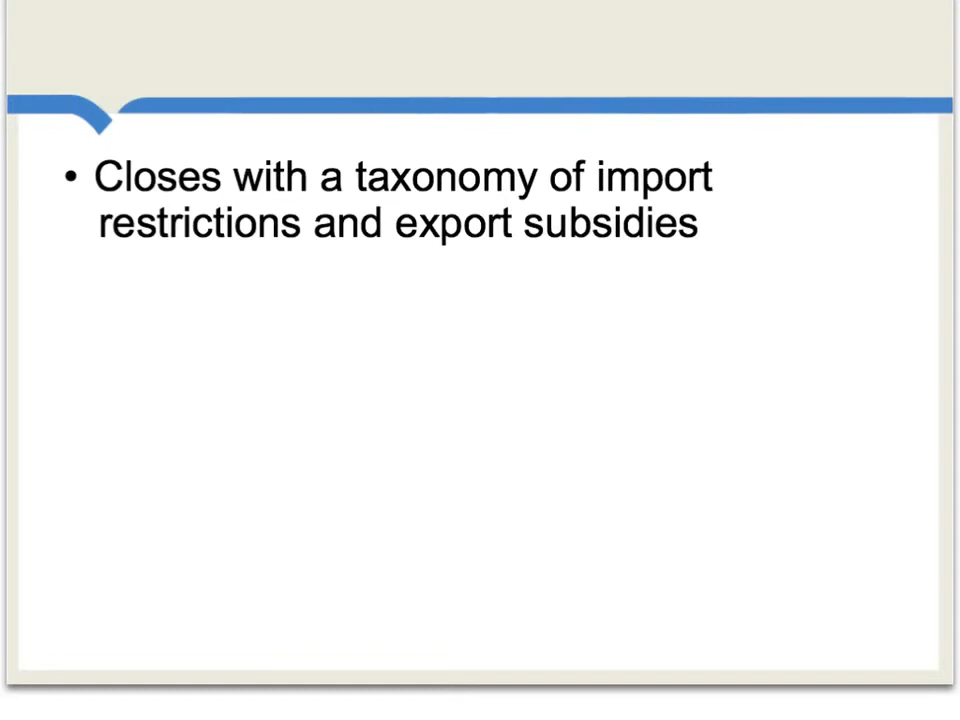 • Closes with a taxonomy of import
restrictions and export subsidies